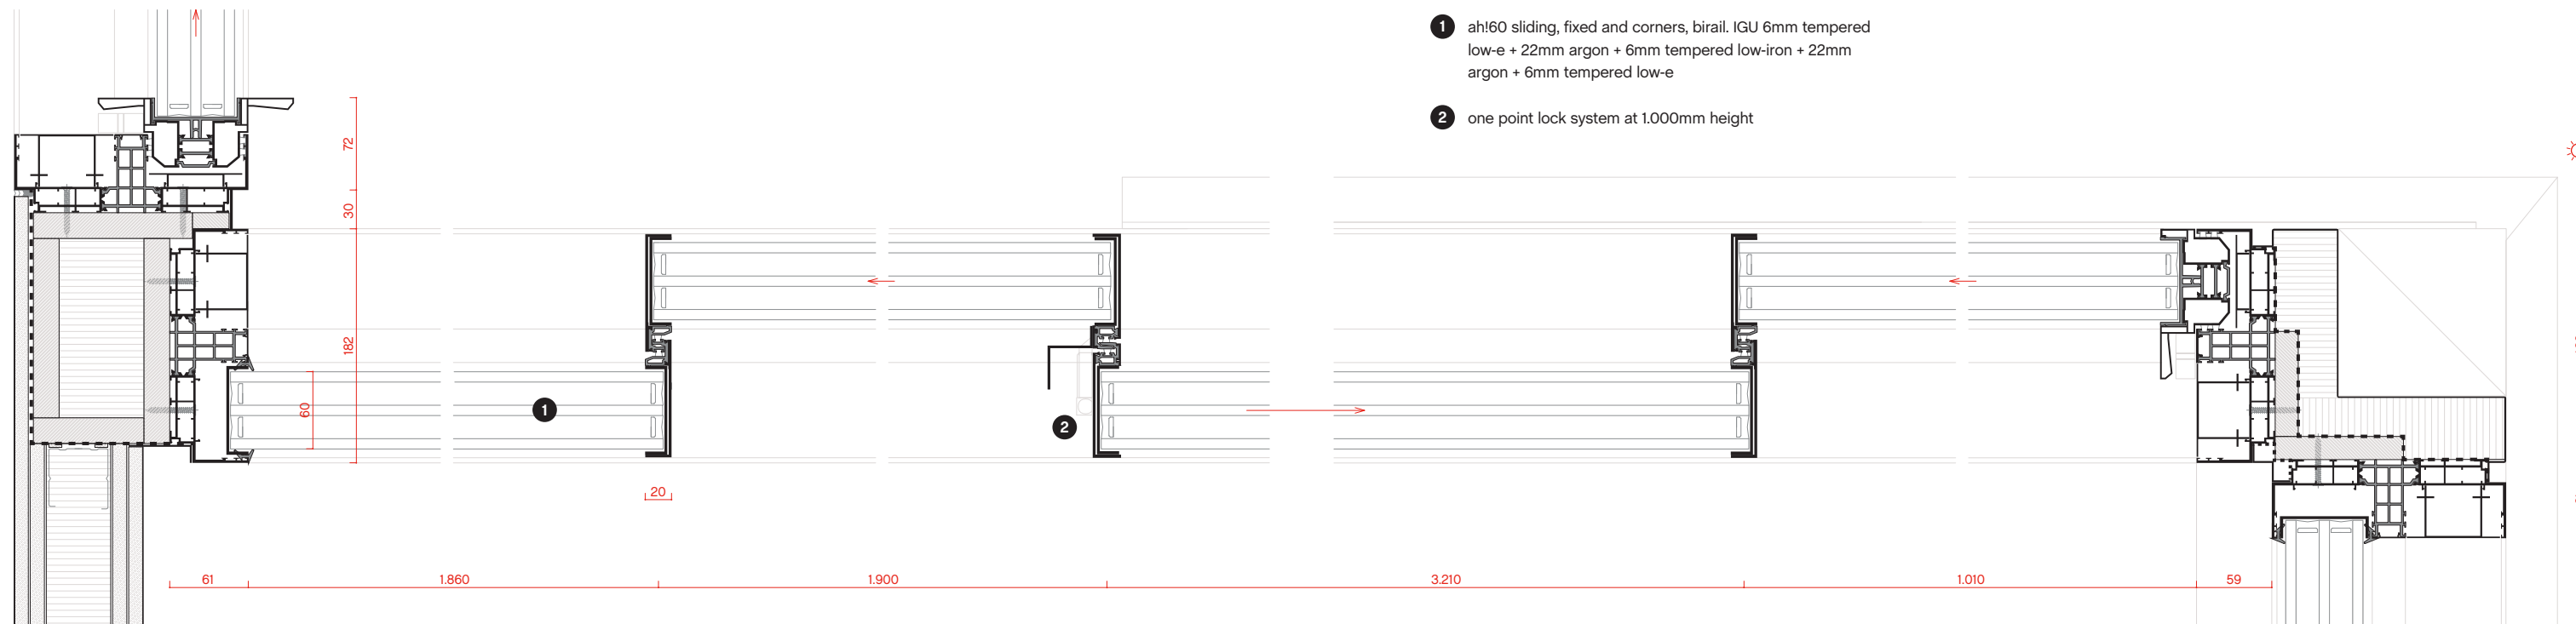 1 ah!60 sliding, fixed and corners, birail. IGU 6mm tempered
low-e + 22mm argon + 6mm tempered low-iron + 22mm
argon + 6mm tempered low-e
2 one point lock system at 1.000mm height
72
30
182
60
1
2
20
61 1.860 1.900 3.210 1.010 59